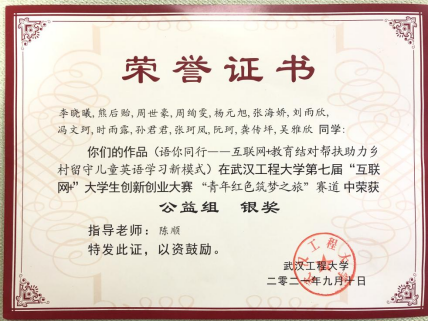 荣誉证书
李晓曦,熊后贻,周世豪,周绚雯,杨元旭,张海娇,刘雨欣,
冯文珂,时雨露,孙君君,张珂凤,阮珂,龚传坪,吴雅欣 同学:
你们的作品（语你同行——互联网+教育结对帮扶助力乡
村留守儿童英语学习新模式）在武汉工程大学第七届“互联
网+”大学生创新创业大赛 “青年红色筑梦之旅”赛道 中荣获
公益组 银奖
指导老师: 陈顺
特发此证, 以资鼓励。
武汉工程大学
二零二一年九月十日
武汉工程大学